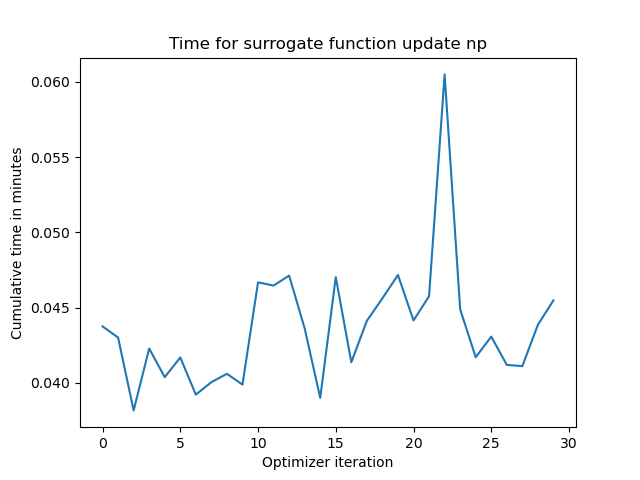 Time for surrogate function update np
0.060
0.055
0.050
0.045
0.040
Cumulative time in minutes
0 5 10 15 20 25 30
Optimizer iteration